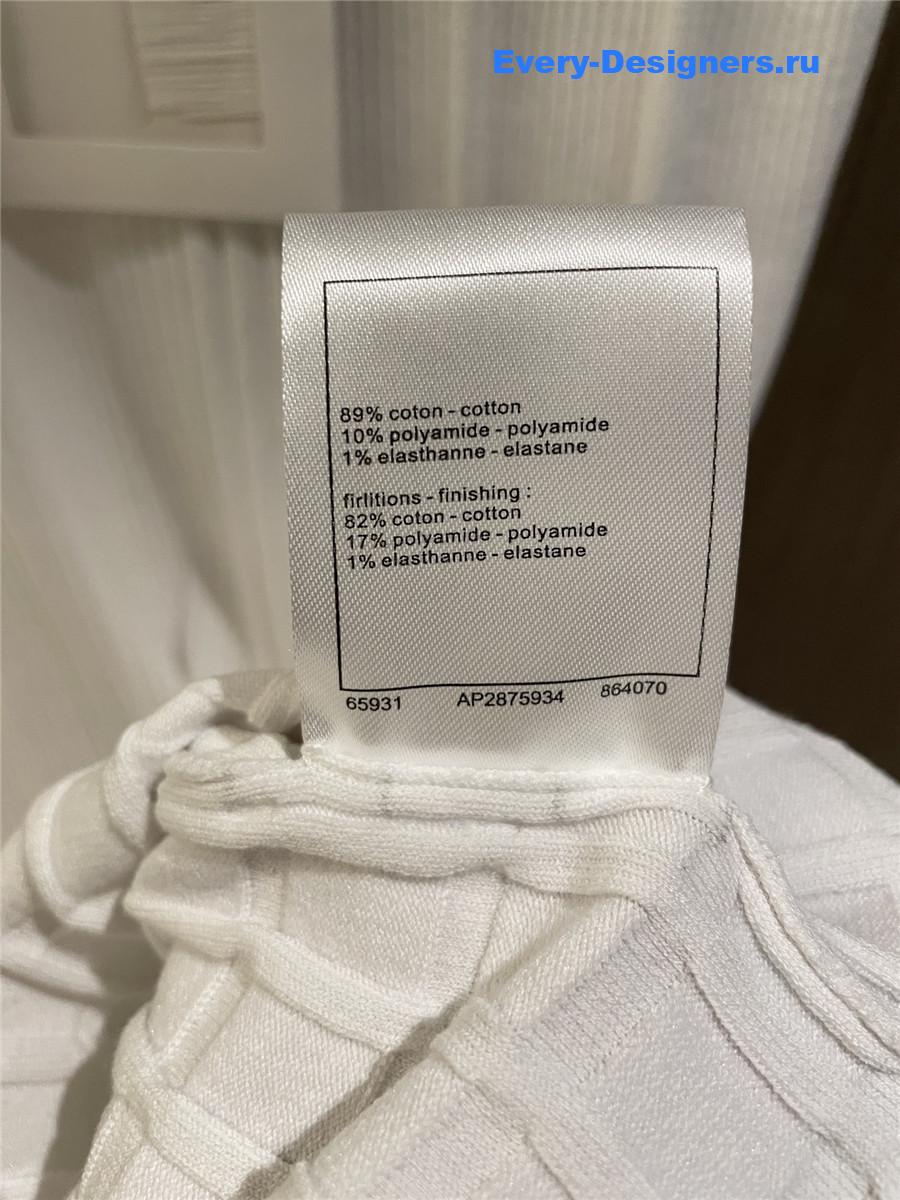 Every-Designers.ru
89% coton - cotton
10% polyamide - polyamide
1% elasthanne - elastane
firlitions - finishing :
82% coton - cotton
17% polyamide - polyamide
1% elasthanne - elastane
65931 AP2875934 864070